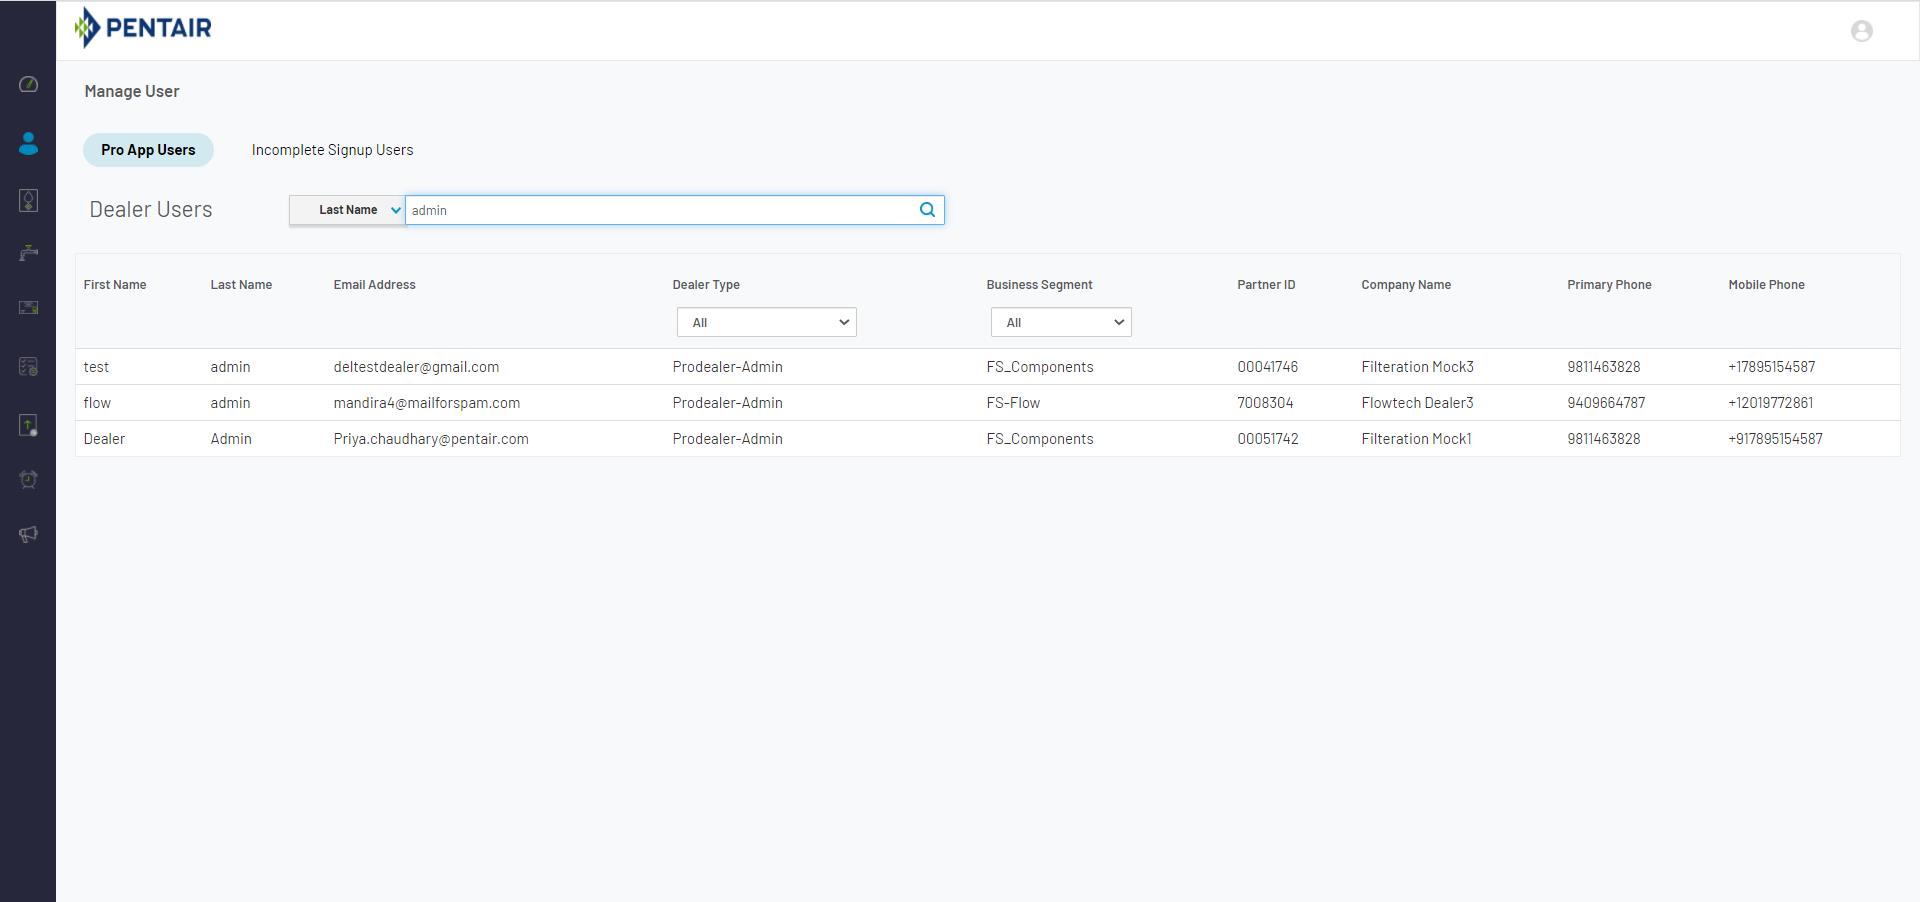 PENTAIR
Manage User
Pro App Users Incomplete Signup Users
Dealer Users Last Name admin
First Name Last Name Email Address Dealer Type Business Segment Partner ID Company Name Primary Phone Mobile Phone
All All
test admin deltestdealer@gmail.com Prodealer-Admin FS_Components 00041746 Filteration Mock3 9811463828 +17895154587
flow admin mandira4@mailforspam.com Prodealer-Admin FS-Flow 7008304 Flowtech Dealer3 9409664787 +12019772861
Dealer Admin Priya.chaudhary@pentair.com Prodealer-Admin FS_Components 00051742 Filteration Mock1 9811463828 +917895154587